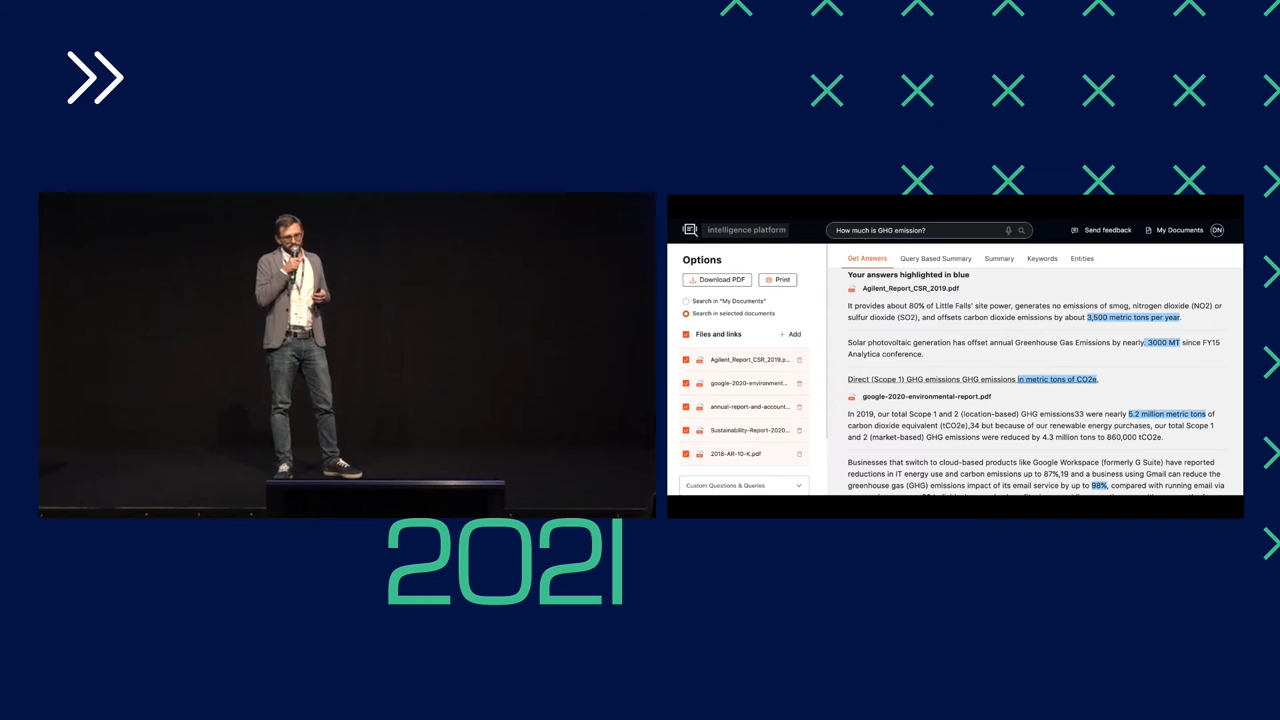 intelligence platform
How much is GHG emission?
Send feedback
My Documents
DN
Options
Download PDF
Print
Search in "My Documents"
Search in selected documents
Files and links
+ Add
Agilent_Report_CSR_2019.p...
google-2020-environment...
annual-report-and-account...
Sustainability-Report-2020...
2018-AR-10-K.pdf
Custom Questions & Queries
Get Answers
Query Based Summary
Summary
Keywords
Entities
Your answers highlighted in blue
Agilent_Report_CSR_2019.pdf
It provides about 80% of Little Falls' site power, generates no emissions of smog, nitrogen dioxide (NO2) or
sulfur dioxide (SO2), and offsets carbon dioxide emissions by about 3,500 metric tons per year.
Solar photovoltaic generation has offset annual Greenhouse Gas Emissions by nearly. 3000 MT since FY15
Analytica conference.
Direct (Scope 1) GHG emissions GHG emissions in metric tons of CO2e.
google-2020-environmental-report.pdf
In 2019, our total Scope 1 and 2 (location-based) GHG emissions33 were nearly 5.2 million metric tons of
carbon dioxide equivalent (tCO2e),34 but because of our renewable energy purchases, our total Scope 1
and 2 (market-based) GHG emissions were reduced by 4.3 million tons to 860,000 tCO2e.
Businesses that switch to cloud-based products like Google Workspace (formerly G Suite) have reported
reductions in IT energy use and carbon emissions up to 87%,19 and a business using Gmail can reduce the
greenhouse gas (GHG) emissions impact of its email service by up to 98%, compared with running email via
2021